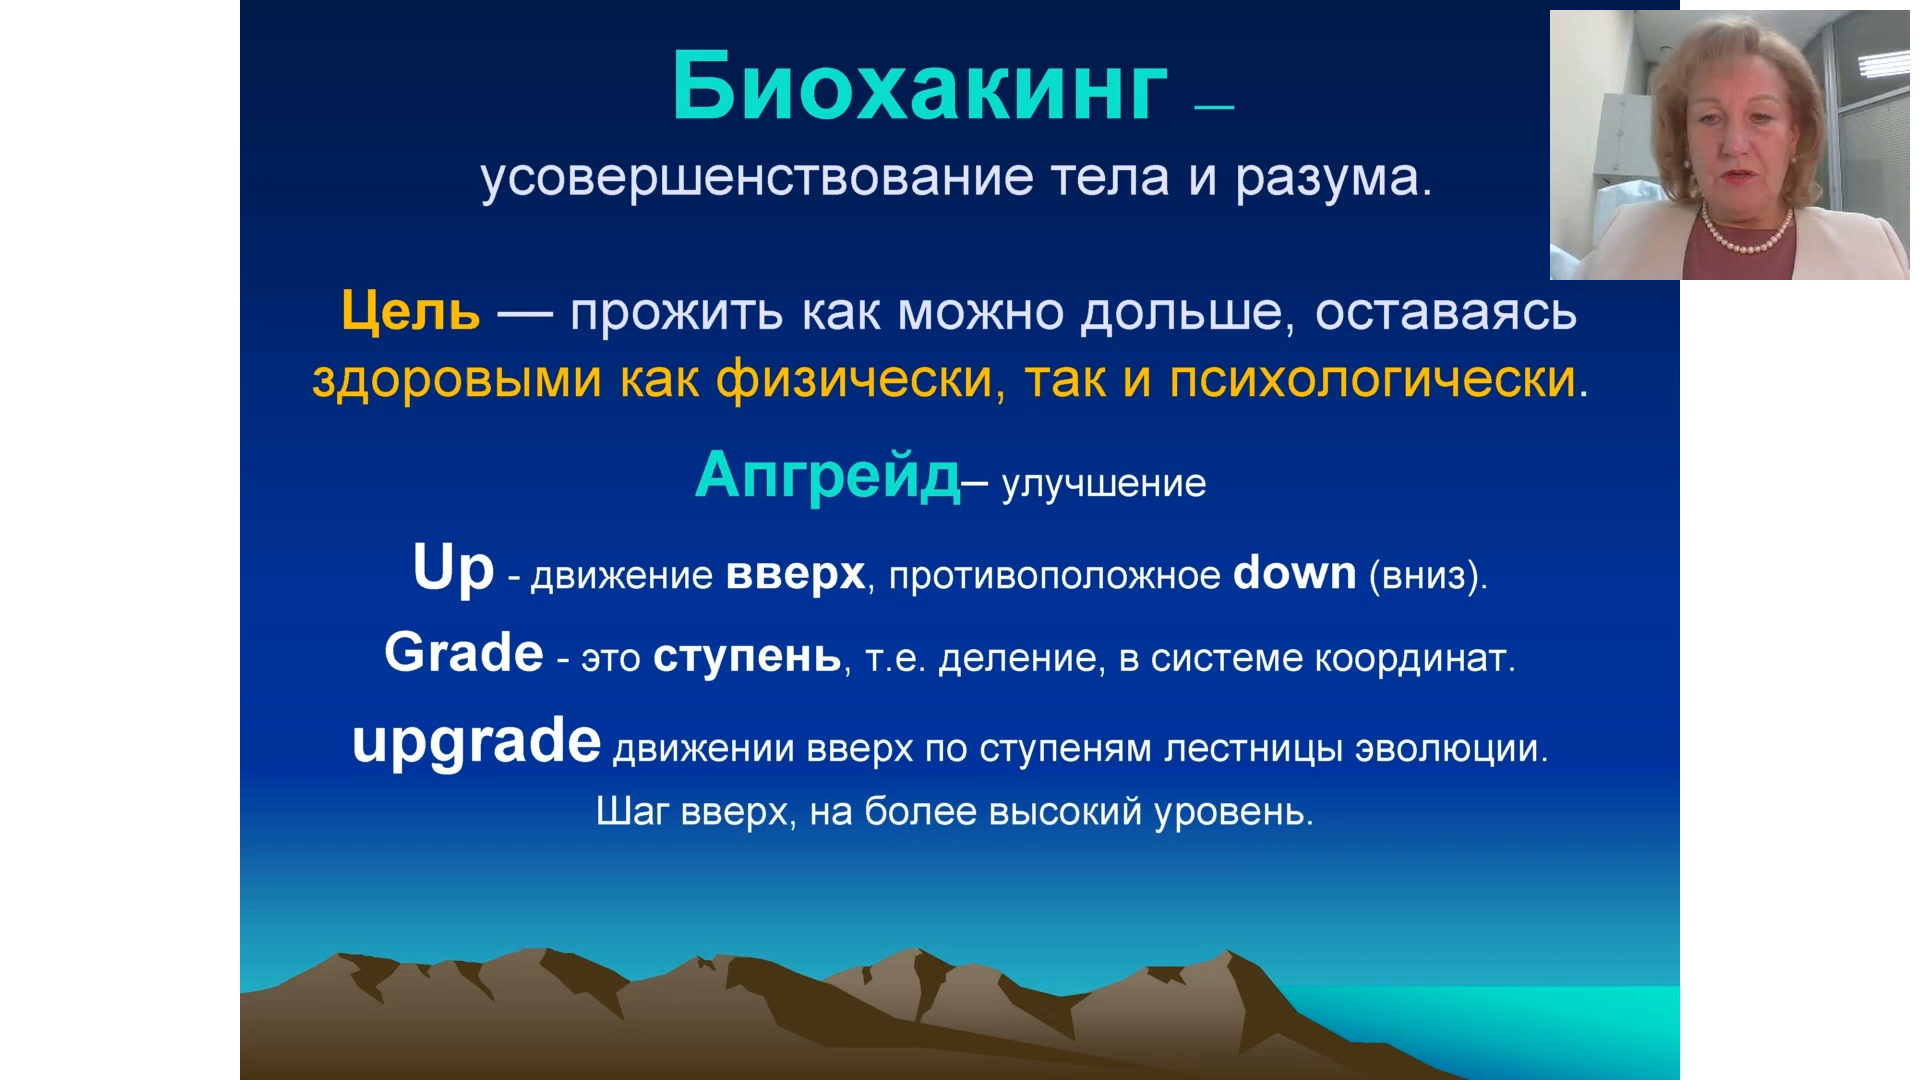 Биохакинг —
усовершенствование тела и разума.
Цель — прожить как можно дольше, оставаясь
здоровыми как физически, так и психологически.
Апгрейд– улучшение
Up - движение вверх, противоположное down (вниз).
Grade - это ступень, т.е. деление, в системе координат.
upgrade движении вверх по ступеням лестницы эволюции.
Шаг вверх, на более высокий уровень.